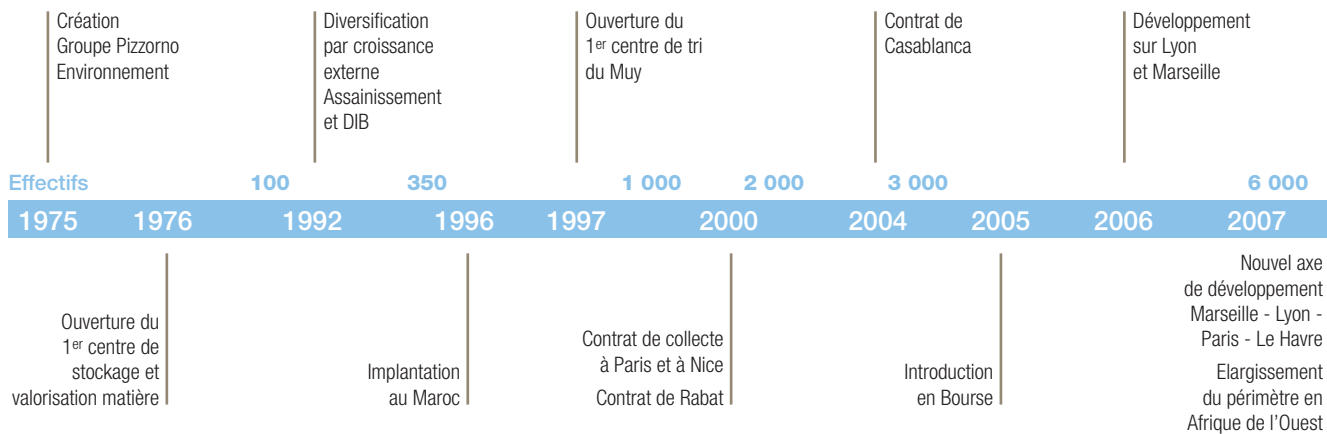 Création
Groupe Pizzorno
Environnement
Diversification
par croissance
externe
Assainissement
et DIB
Ouverture du
1er centre de tri
du Muy
Contrat de
Casablanca
Développement
sur Lyon
et Marseille
Effectifs 100 350 1 000 2 000 3 000 6 000
1975 1976 1992 1996 1997 2000 2004 2005 2006 2007
Ouverture du
1er centre de
stockage et
valorisation matière
Implantation
au Maroc
Contrat de collecte
à Paris et à Nice
Contrat de Rabat
Introduction
en Bourse
Nouvel axe
de développement
Marseille - Lyon -
Paris - Le Havre
Elargissement
du périmètre en
Afrique de l'Ouest